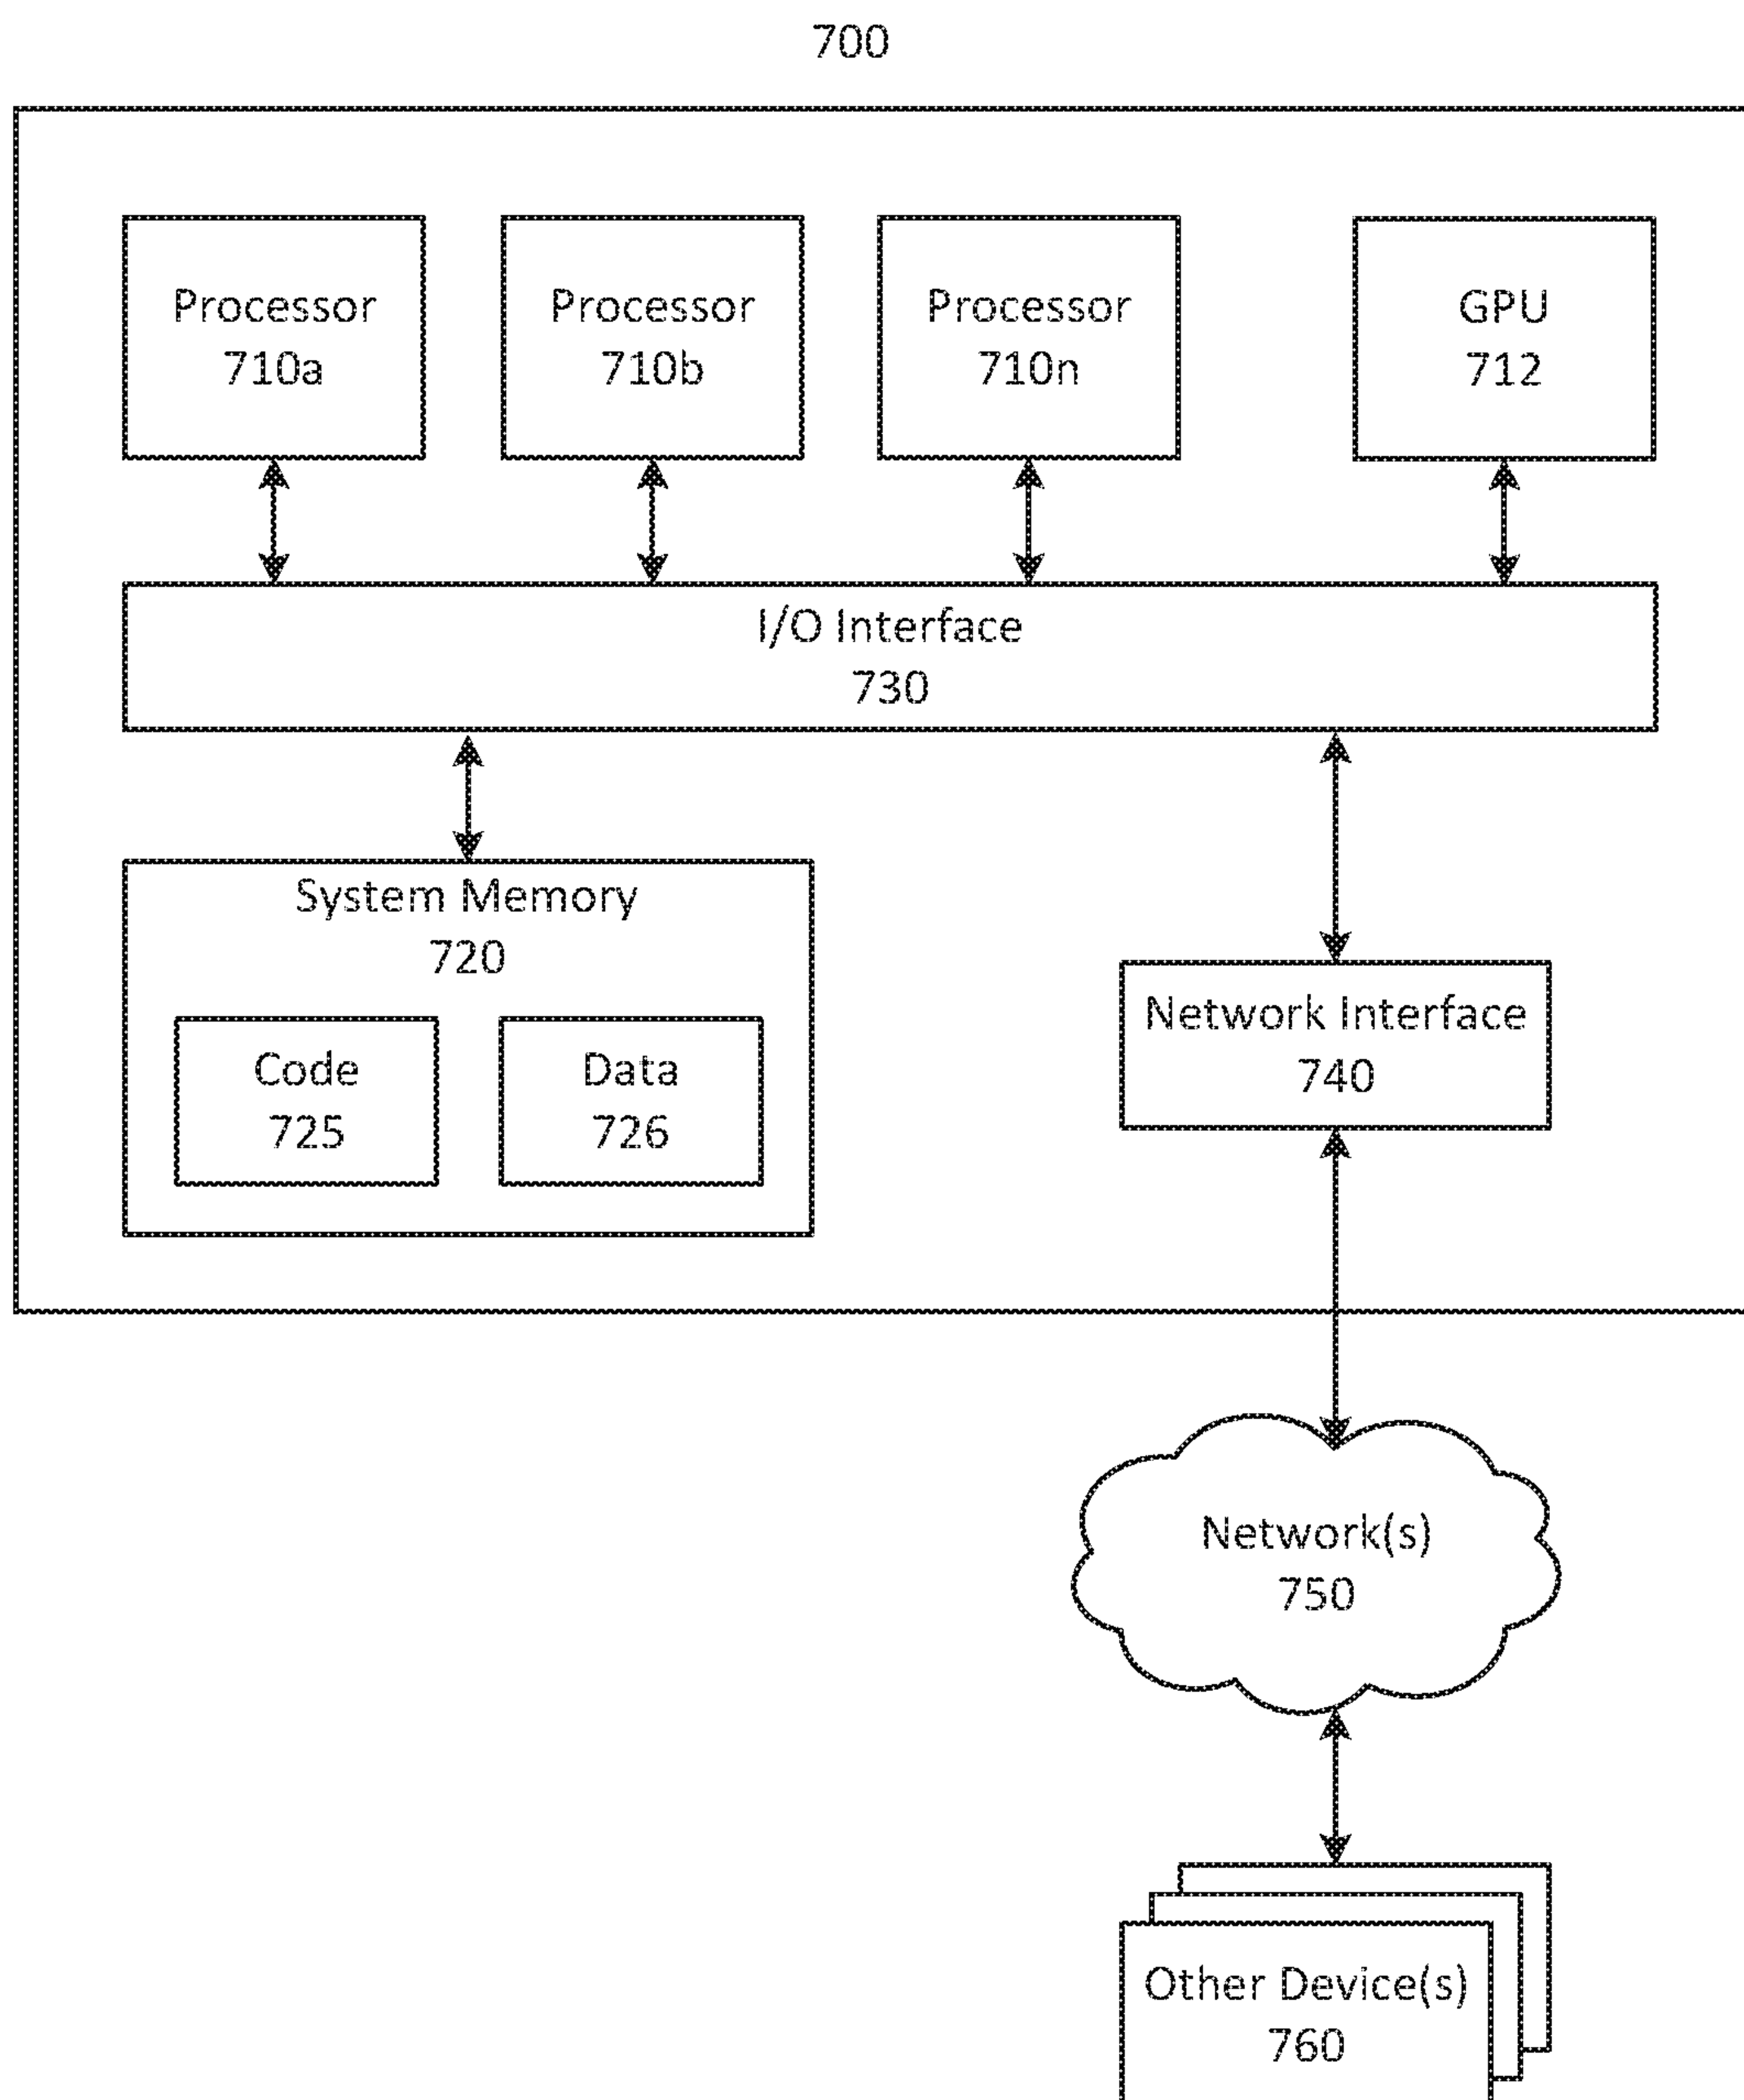 700
Processor
710a
Processor
710b
Processor
710n
GPU
712
I/O Interface
730
System Memory
720
Code
725
Data
726
Network Interface
740
Network(s)
750
Other Device(s)
760